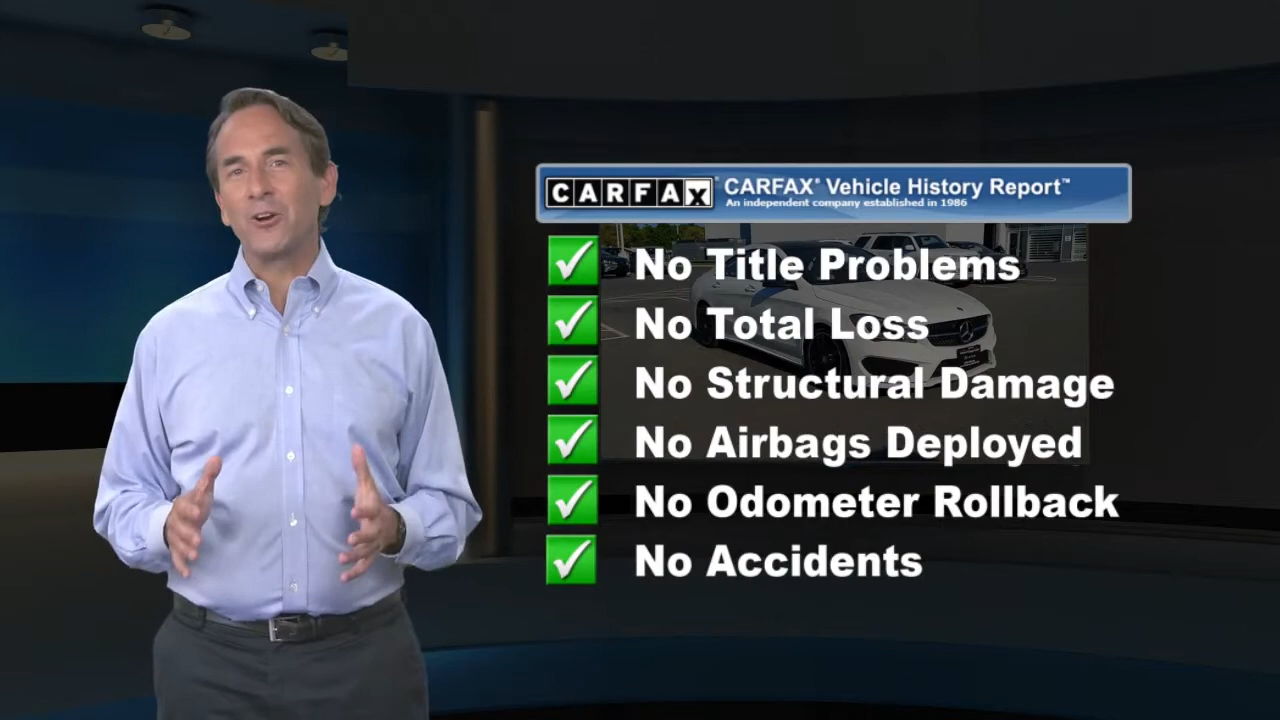 CARFAX CARFAX® Vehicle History Report™
An independent company established in 1986
No Title Problems
No Total Loss
No Structural Damage
No Airbags Deployed
No Odometer Rollback
No Accidents